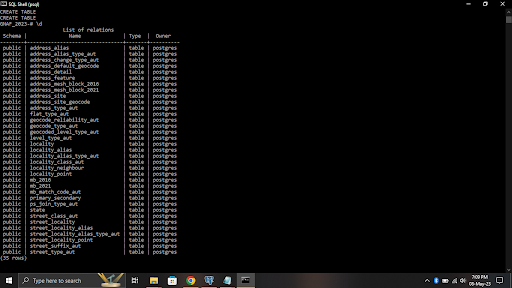 SQL Shell (psql)
CREATE TABLE
CREATE TABLE
GNAF_2023-# \d
List of relations
Schema | Name | Type | Owner
public | address_alias | table | postgres
public | address_alias_type_aut | table | postgres
public | address_change_type_aut | table | postgres
public | address_default_geocode | table | postgres
public | address_detail | table | postgres
public | address_feature | table | postgres
public | address_mesh_block_2016 | table | postgres
public | address_mesh_block_2021 | table | postgres
public | address_site | table | postgres
public | address_site_geocode | table | postgres
public | address_type_aut | table | postgres
public | flat_type_aut | table | postgres
public | geocode_reliability_aut | table | postgres
public | geocode_type_aut | table | postgres
public | geocoded_level_type_aut | table | postgres
public | level_type_aut | table | postgres
public | locality | table | postgres
public | locality_alias | table | postgres
public | locality_alias_type_aut | table | postgres
public | locality_class_aut | table | postgres
public | locality_neighbour | table | postgres
public | locality_point | table | postgres
public | mb_2016 | table | postgres
public | mb_2021 | table | postgres
public | mb_match_code_aut | table | postgres
public | primary_secondary | table | postgres
public | ps_join_type_aut | table | postgres
public | state | table | postgres
public | street_class_aut | table | postgres
public | street_locality | table | postgres
public | street_locality_alias | table | postgres
public | street_locality_alias_type_aut | table | postgres
public | street_locality_point | table | postgres
public | street_suffix_aut | table | postgres
public | street_type_aut | table | postgres
(35 rows)
Type here to search
7:09 PM
09-May-23